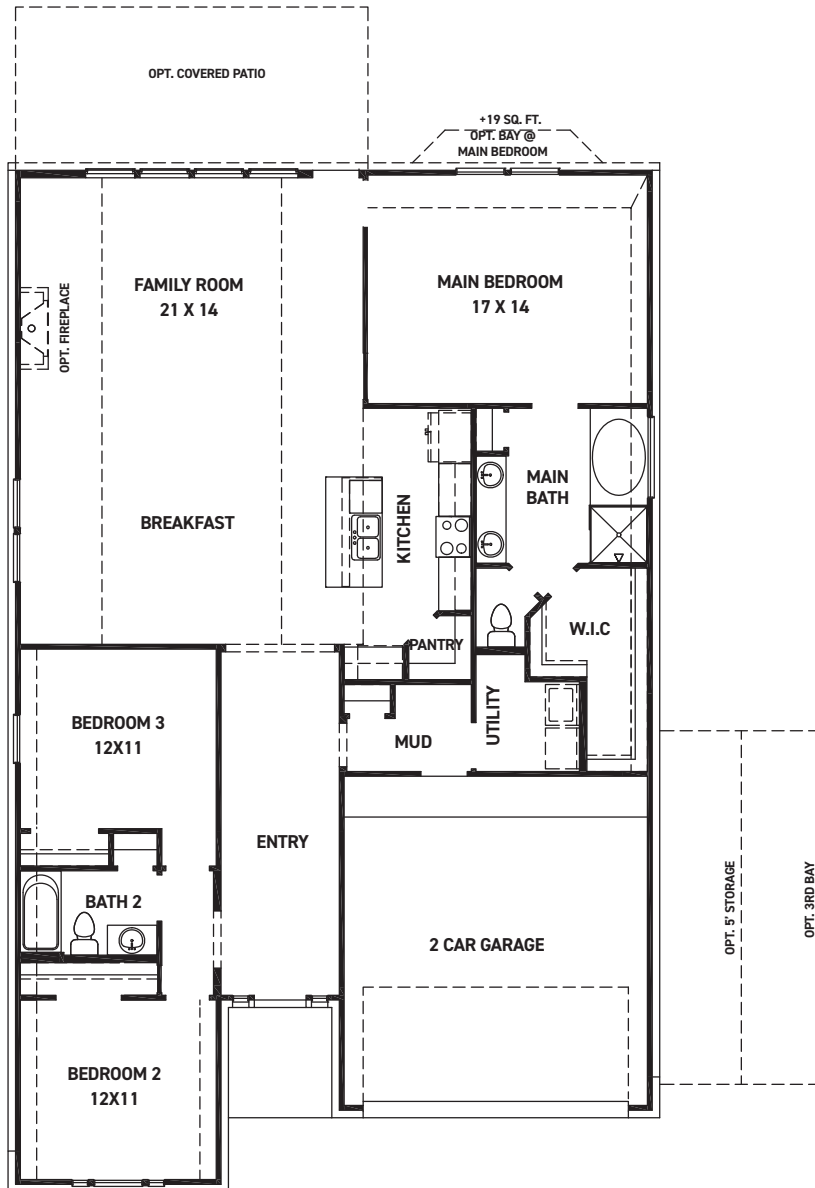 OPT. COVERED PATIO
+19 SQ. FT.
OPT. BAY @
MAIN BEDROOM
FAMILY ROOM
21 X 14
MAIN BEDROOM
17 X 14
OPT. FIREPLACE
MAIN
BATH
BREAKFAST
KITCHEN
W.I.C
PANTRY
BEDROOM 3
12X11
MUD
UTILITY
ENTRY
BATH 2
2 CAR GARAGE
OPT. 5' STORAGE
OPT. 3RD BAY
BEDROOM 2
12X11